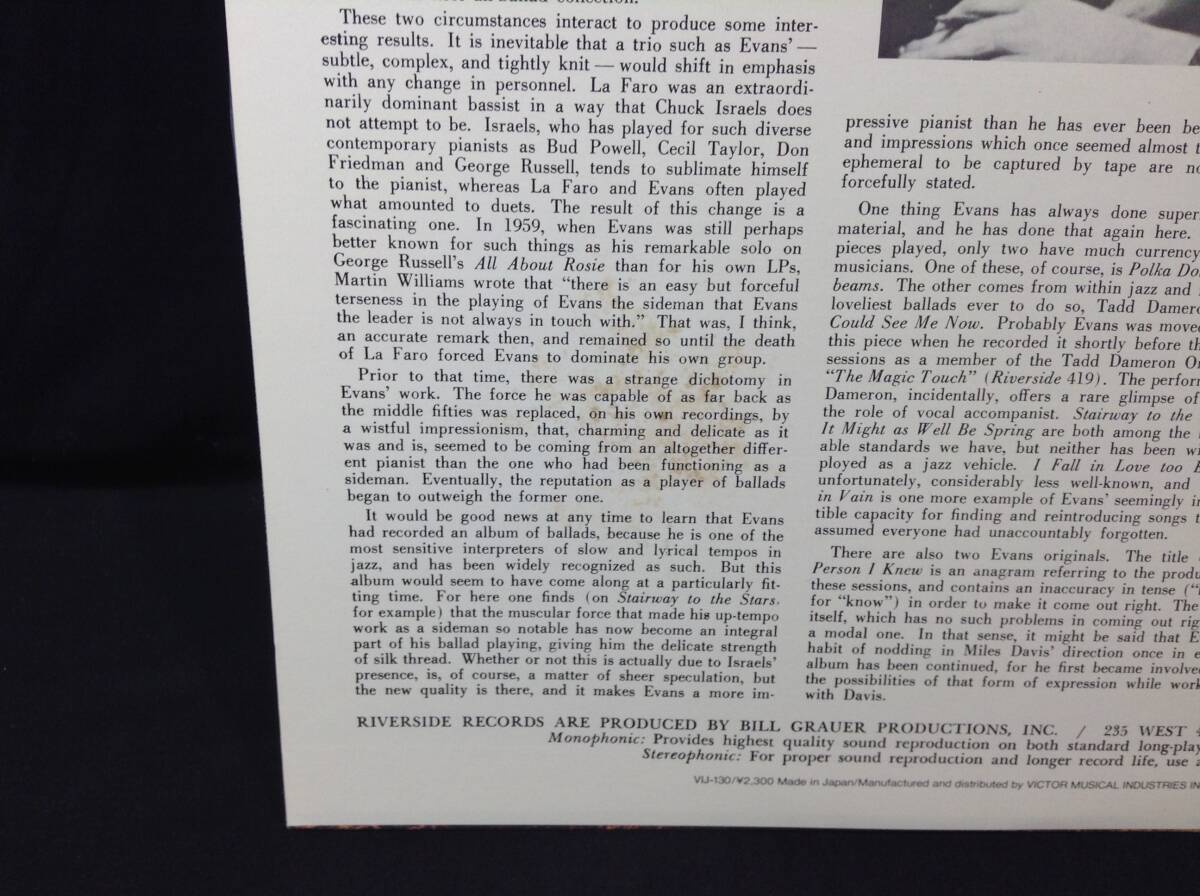 These two circumstances interact to produce some inter-
esting results. It is inevitable that a trio such as Evans' —
subtle, complex, and tightly knit — would shift in emphasis
with any change in personnel. La Faro was an extraordi-
narily dominant bassist in a way that Chuck Israels does
not attempt to be. Israels, who has played for such diverse
contemporary pianists as Bud Powell, Cecil Taylor, Don
Friedman and George Russell, tends to sublimate himself
to the pianist, whereas La Faro and Evans often played
what amounted to duets. The result of this change is a
fascinating one. In 1959, when Evans was still perhaps
better known for such things as his remarkable solo on
George Russell's All About Rosie than for his own LPs,
Martin Williams wrote that "there is an easy but forceful
terseness in the playing of Evans the sideman that Evans
the leader is not always in touch with." That was, I think,
an accurate remark then, and remained so until the death
of La Faro forced Evans to dominate his own group.
Prior to that time, there was a strange dichotomy in
Evans' work. The force he was capable of as far back as
the middle fifties was replaced, on his own recordings, by
a wistful impressionism, that, charming and delicate as it
was and is, seemed to be coming from an altogether differ-
ent pianist than the one who had been functioning as a
sideman. Eventually, the reputation as a player of ballads
began to outweigh the former one.
It would be good news at any time to learn that Evans
had recorded an album of ballads, because he is one of the
most sensitive interpreters of slow and lyrical tempos in
jazz, and has been widely recognized as such. But this
album would seem to have come along at a particularly fit-
ting time. For here one finds (on Stairway to the Stars,
for example) that the muscular force that made his up-tempo
work as a sideman so notable has now become an integral
part of his ballad playing, giving him the delicate strength
of silk thread. Whether or not this is actually due to Israels'
presence, is, of course, a matter of sheer speculation, but
the new quality is there, and it makes Evans a more im-
pressive pianist than he has ever been
and impressions which once seemed almost
ephemeral to be captured by tape are
forcefully stated.
One thing Evans has always done
material, and he has done that again here.
pieces played, only two have much currency
musicians. One of these, of course, is Polka
beams. The other comes from within jazz and
loveliest ballads ever to do so, Tadd
Could See Me Now. Probably Evans was
this piece when he recorded it shortly before
sessions as a member of the Tadd Dameron
"The Magic Touch" (Riverside 419). The
Dameron, incidentally, offers a rare glimpse of
the role of vocal accompanist. Stairway to the
It Might as Well Be Spring are both among the
able standards we have, but neither has been
ployed as a jazz vehicle. I Fall in Love too
unfortunately, considerably less well-known, and
in Vain is one more example of Evans' seemingly
tible capacity for finding and reintroducing songs
assumed everyone had unaccountably forgotten.
There are also two Evans originals. The title
Person I Knew is an anagram referring to the
these sessions, and contains an inaccuracy in tense
for "know") in order to make it come out right. The
itself, which has no such problems in coming out
a modal one. In that sense, it might be said that
habit of nodding in Miles Davis' direction once in
album has been continued, for he first became
the possibilities of that form of expression while
with Davis.
RIVERSIDE RECORDS ARE PRODUCED BY BILL GRAUER PRODUCTIONS, INC. / 235 WEST
Monophonic: Provides highest quality sound reproduction on both standard
Stereophonic: For proper sound reproduction and longer record life, use
VIJ-130/¥2,300 Made in Japan/Manufactured and distributed by VICTOR MUSICAL INDUSTRIES